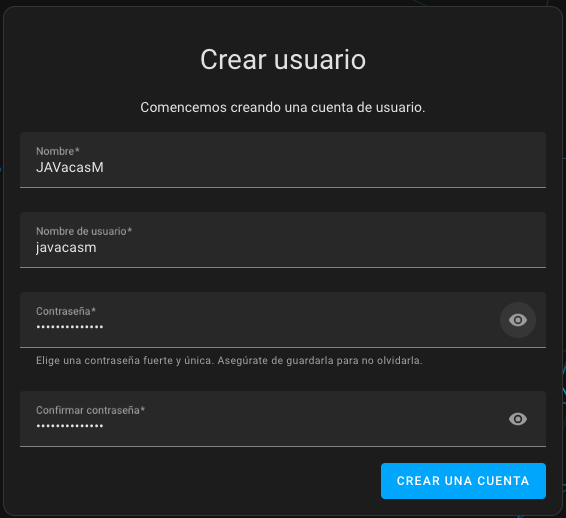 Crear usuario
Comencemos creando una cuenta de usuario.
Nombre*
JAVacasM
Nombre de usuario*
javacasm
Contraseña*
••••••••••••••
Elige una contraseña fuerte y única. Asegúrate de guardarla para no olvidarla.
Confirmar contraseña*
••••••••••••••
CREAR UNA CUENTA